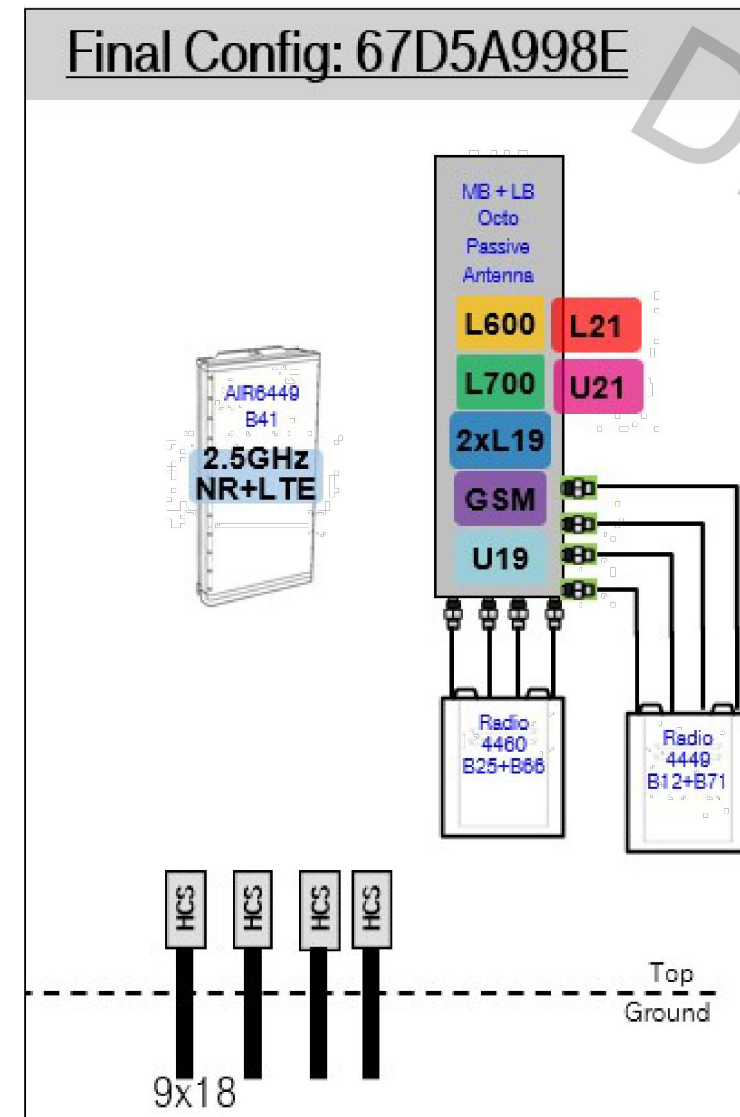 Final Config: 67D5A998E
MB + LB
Octo
Passive
Antenna
L600
L21
L700
U21
2xL19
GSM
U19
AIR6449
B41
2.5GHz
NR+LTE
Radio
4460
B25+B66
Radio
4449
B12+B71
HCS
HCS
HCS
HCS
Top
Ground
9x18